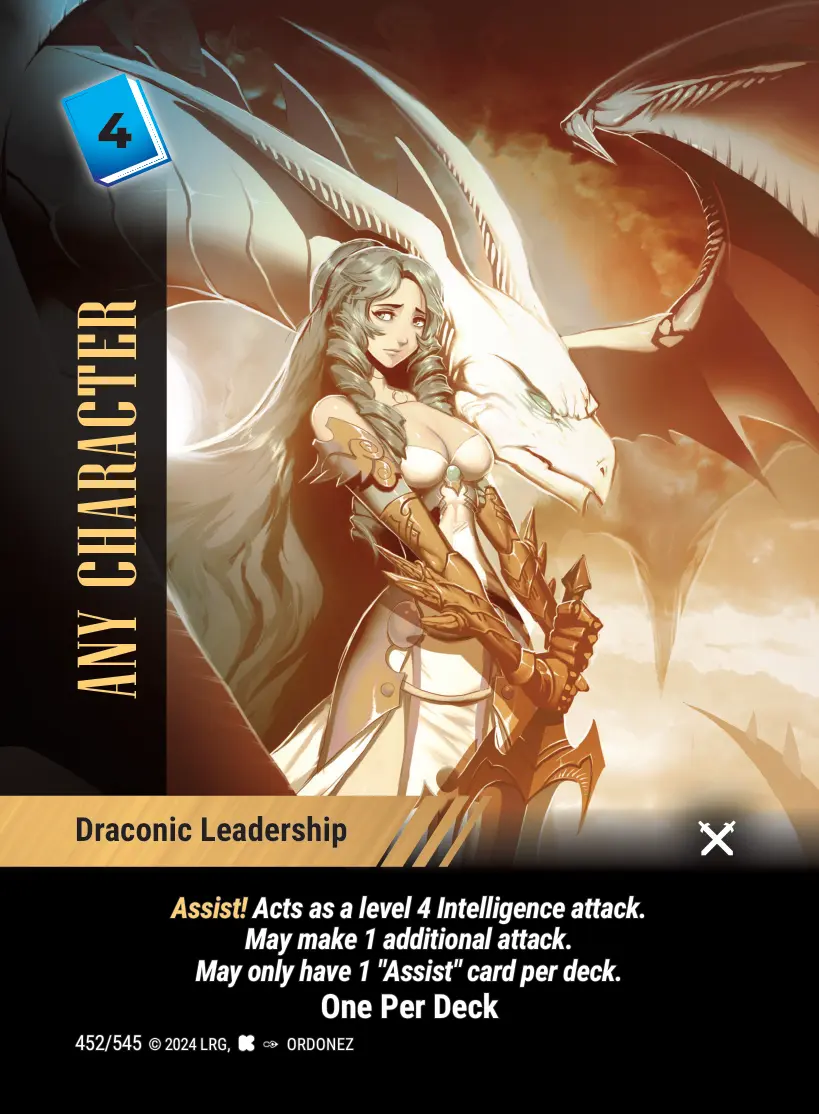 4
ANY CHARACTER
Draconic Leadership
Assist! Acts as a level 4 Intelligence attack.
May make 1 additional attack.
May only have 1 "Assist" card per deck.
One Per Deck
452/545 © 2024 LRG, ORDONEZ